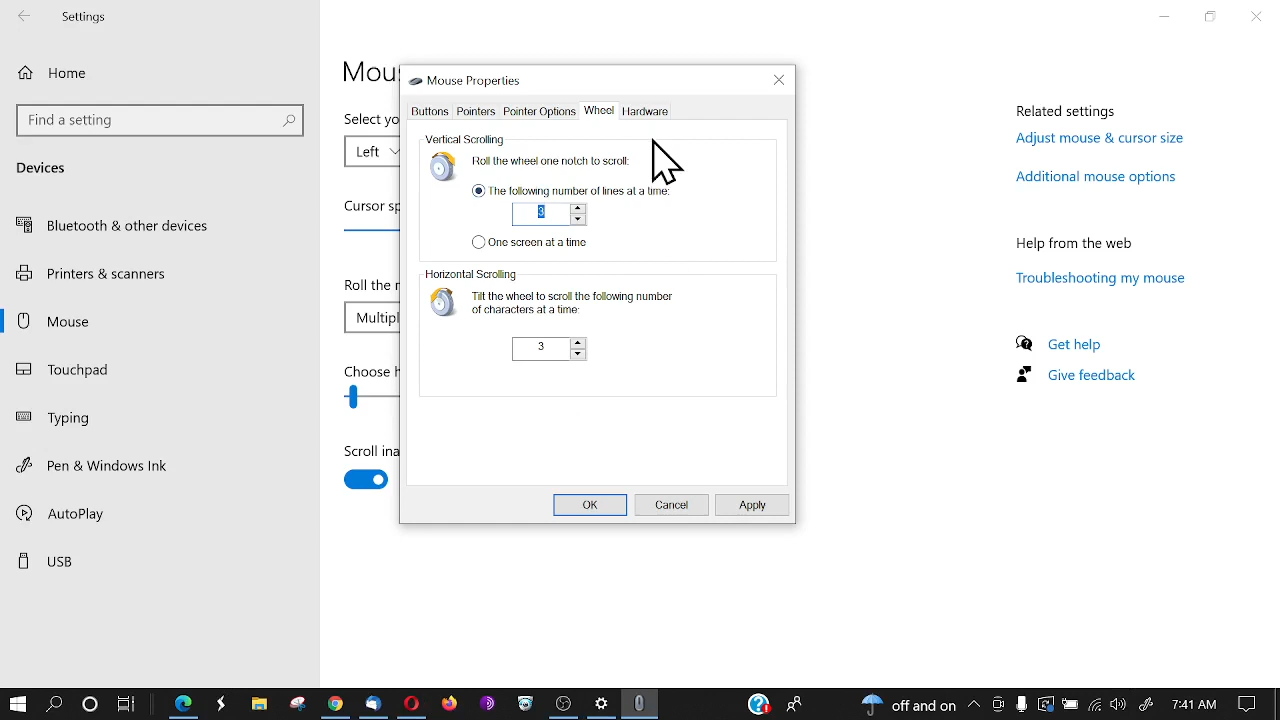 Settings
Home
Find a setting
Devices
Bluetooth & other devices
Printers & scanners
Mouse
Touchpad
Typing
Pen & Windows Ink
AutoPlay
USB
Mou
Select yo
Left
Cursor sp
Roll the
Multipl
Choose h
Scroll ina
Mouse Properties
Buttons Pointers Pointer Options Wheel Hardware
Vertical Scrolling
Roll the wheel one notch to scroll:
The following number of lines at a time:
3
One screen at a time
Horizontal Scrolling
Tilt the wheel to scroll the following number
of characters at a time:
3
OK Cancel Apply
Related settings
Adjust mouse & cursor size
Additional mouse options
Help from the web
Troubleshooting my mouse
Get help
Give feedback
off and on
7:41 AM